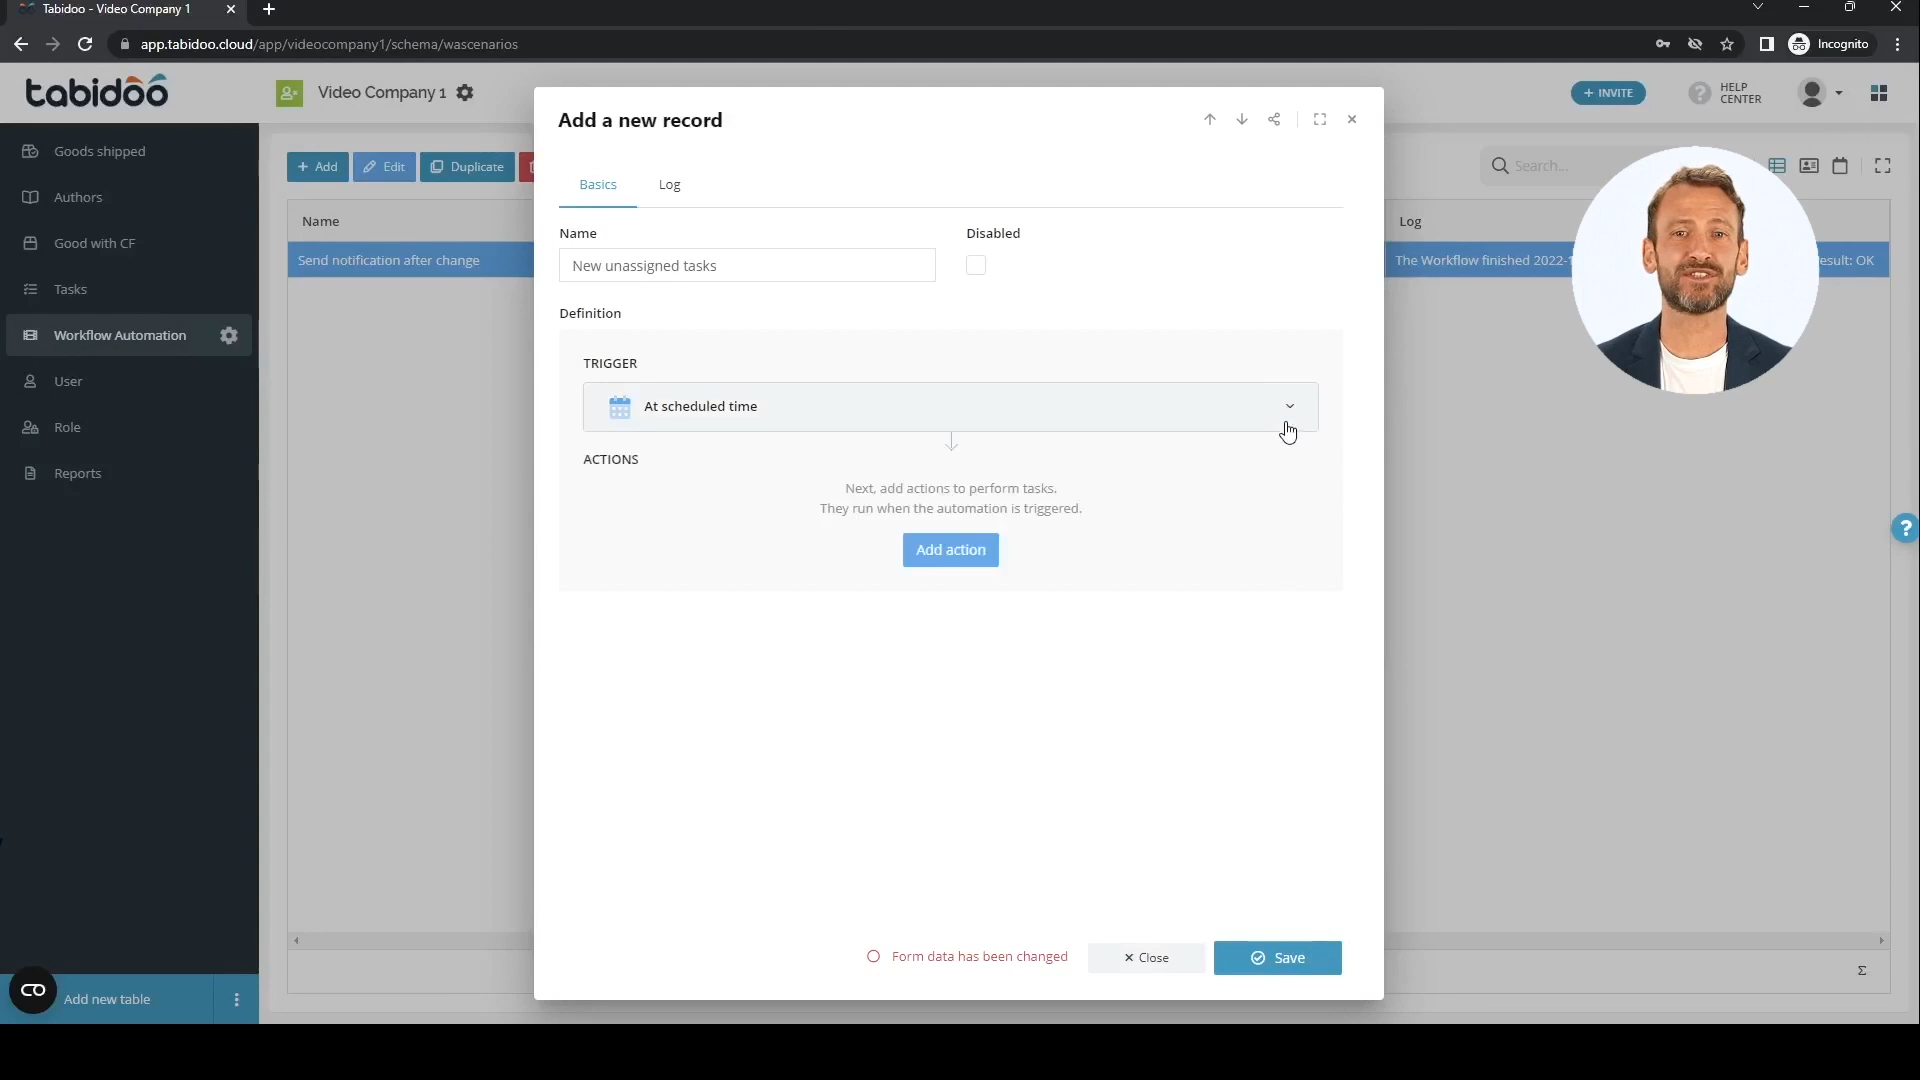 Tabidoo - Video Company 1
app.tabidoo.cloud/app/videocompany1/schema/wascenarios
Incognito
tabidoo
Video Company 1
+ INVITE
HELP
CENTER
Goods shipped
Authors
Good with CF
Tasks
Workflow Automation
User
Role
Reports
Add new table
+ Add
Edit
Duplicate
Search...
Name
Log
Send notification after change
The Workflow finished 2022-1
esult: OK
Add a new record
Basics
Log
Name
Disabled
New unassigned tasks
Definition
TRIGGER
At scheduled time
ACTIONS
Next, add actions to perform tasks.
They run when the automation is triggered.
Add action
Form data has been changed
Close
Save
Σ
?